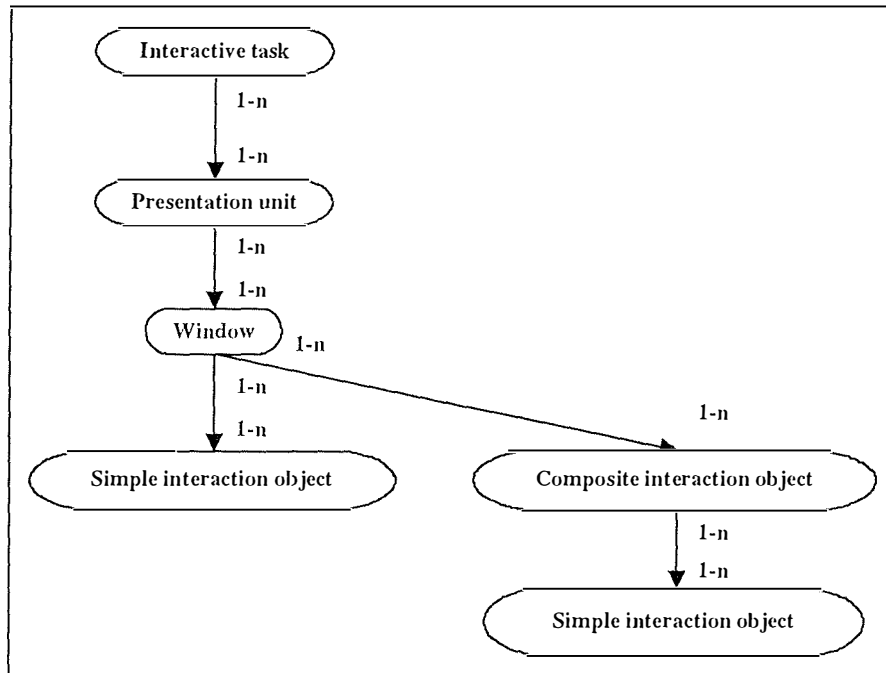 Interactive task
1-n
1-n
Presentation unit
1-n
1-n
Window
1-n
1-n
1-n
1-n
Simple interaction object
Composite interaction object
1-n
1-n
Simple interaction object